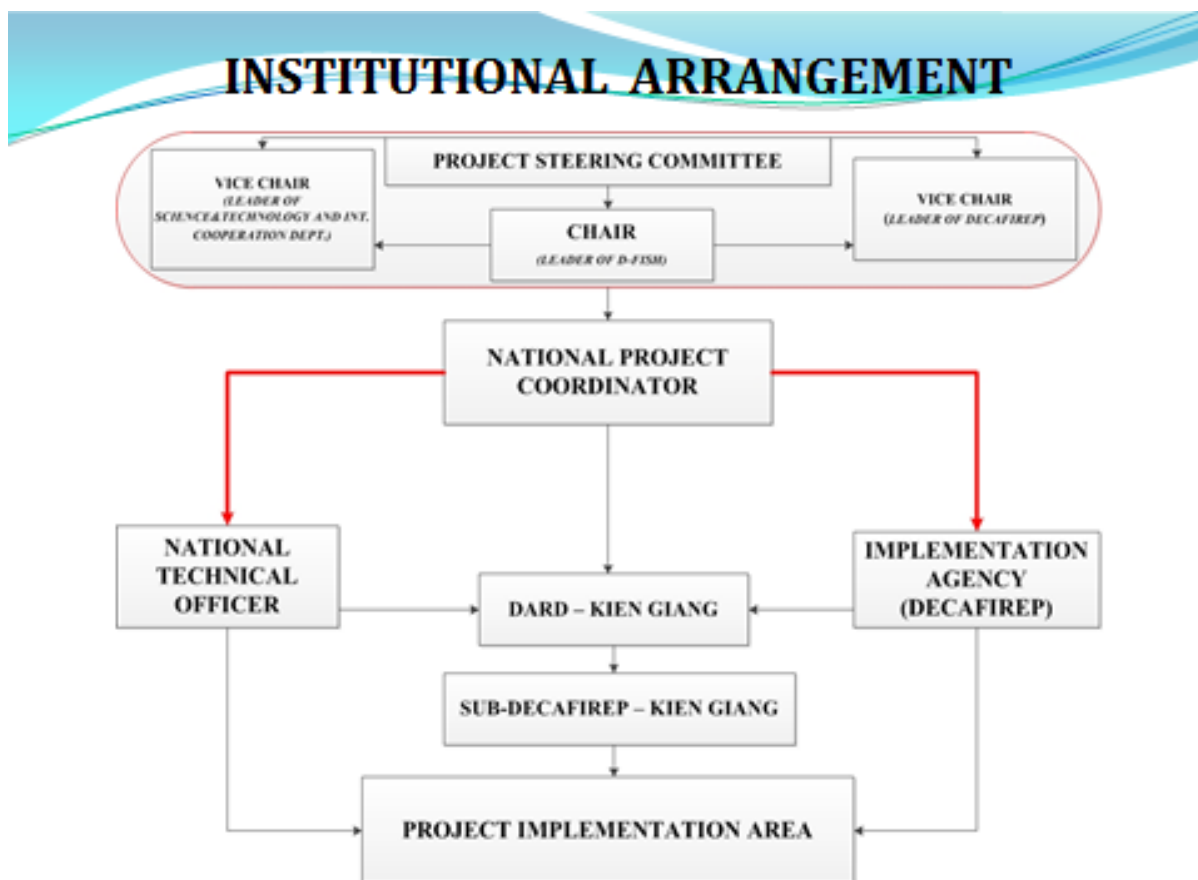 INSTITUTIONAL ARRANGEMENT
PROJECT STEERING COMMITTEE
VICE CHAIR
(LEADER OF
SCIENCE&TECHNOLOGY AND INT.
COOPERATION DEPT.)
CHAIR
(LEADER OF D-FISH)
VICE CHAIR
(LEADER OF DECAFIREP)
NATIONAL PROJECT
COORDINATOR
NATIONAL
TECHNICAL
OFFICER
IMPLEMENTATION
AGENCY
(DECAFIREP)
DARD – KIEN GIANG
SUB-DECAFIREP – KIEN GIANG
PROJECT IMPLEMENTATION AREA